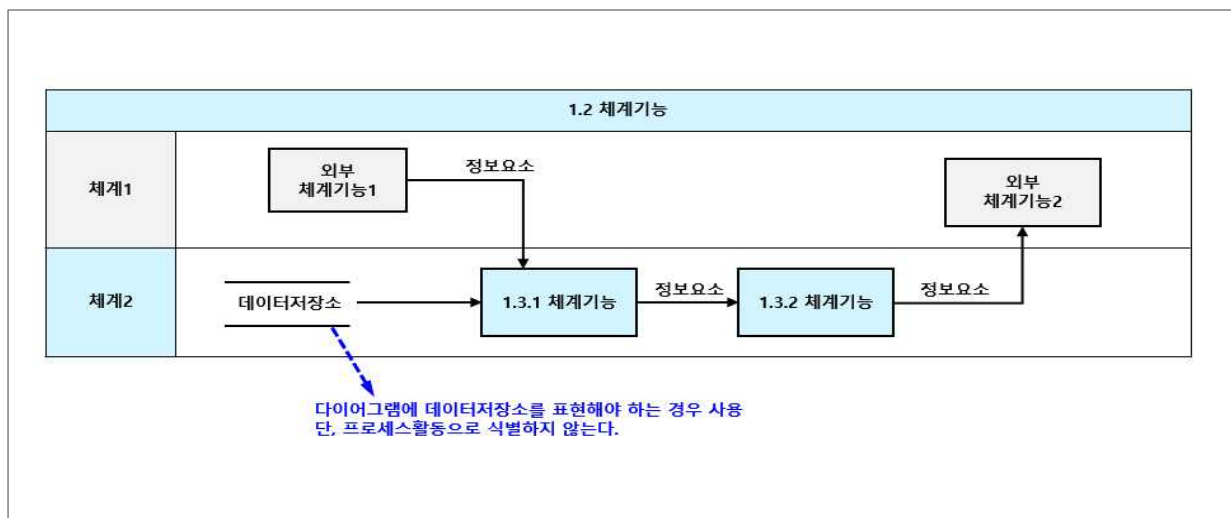 1.2 체계기능
체계1
외부
체계기능1
정보요소
외부
체계기능2
체계2
데이터저장소
1.3.1 체계기능
정보요소
1.3.2 체계기능
정보요소
다이어그램에 데이터저장소를 표현해야 하는 경우 사용
단, 프로세스활동으로 식별하지 않는다.